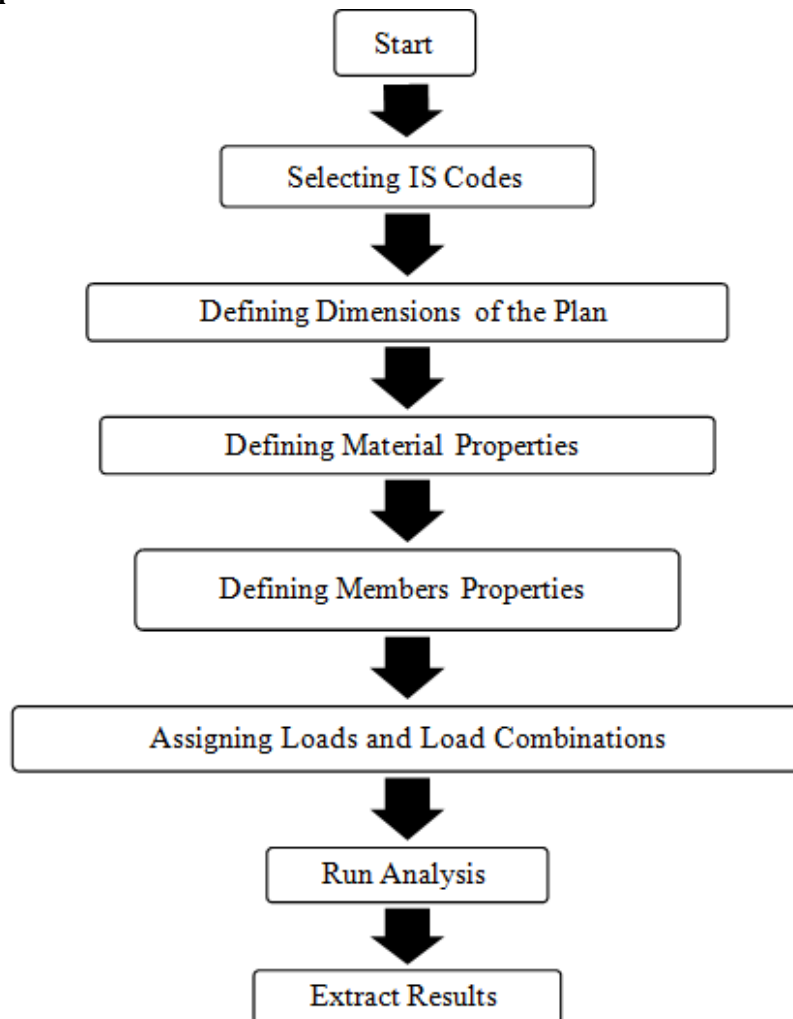 Start
Selecting IS Codes
Defining Dimensions of the Plan
Defining Material Properties
Defining Members Properties
Assigning Loads and Load Combinations
Run Analysis
Extract Results